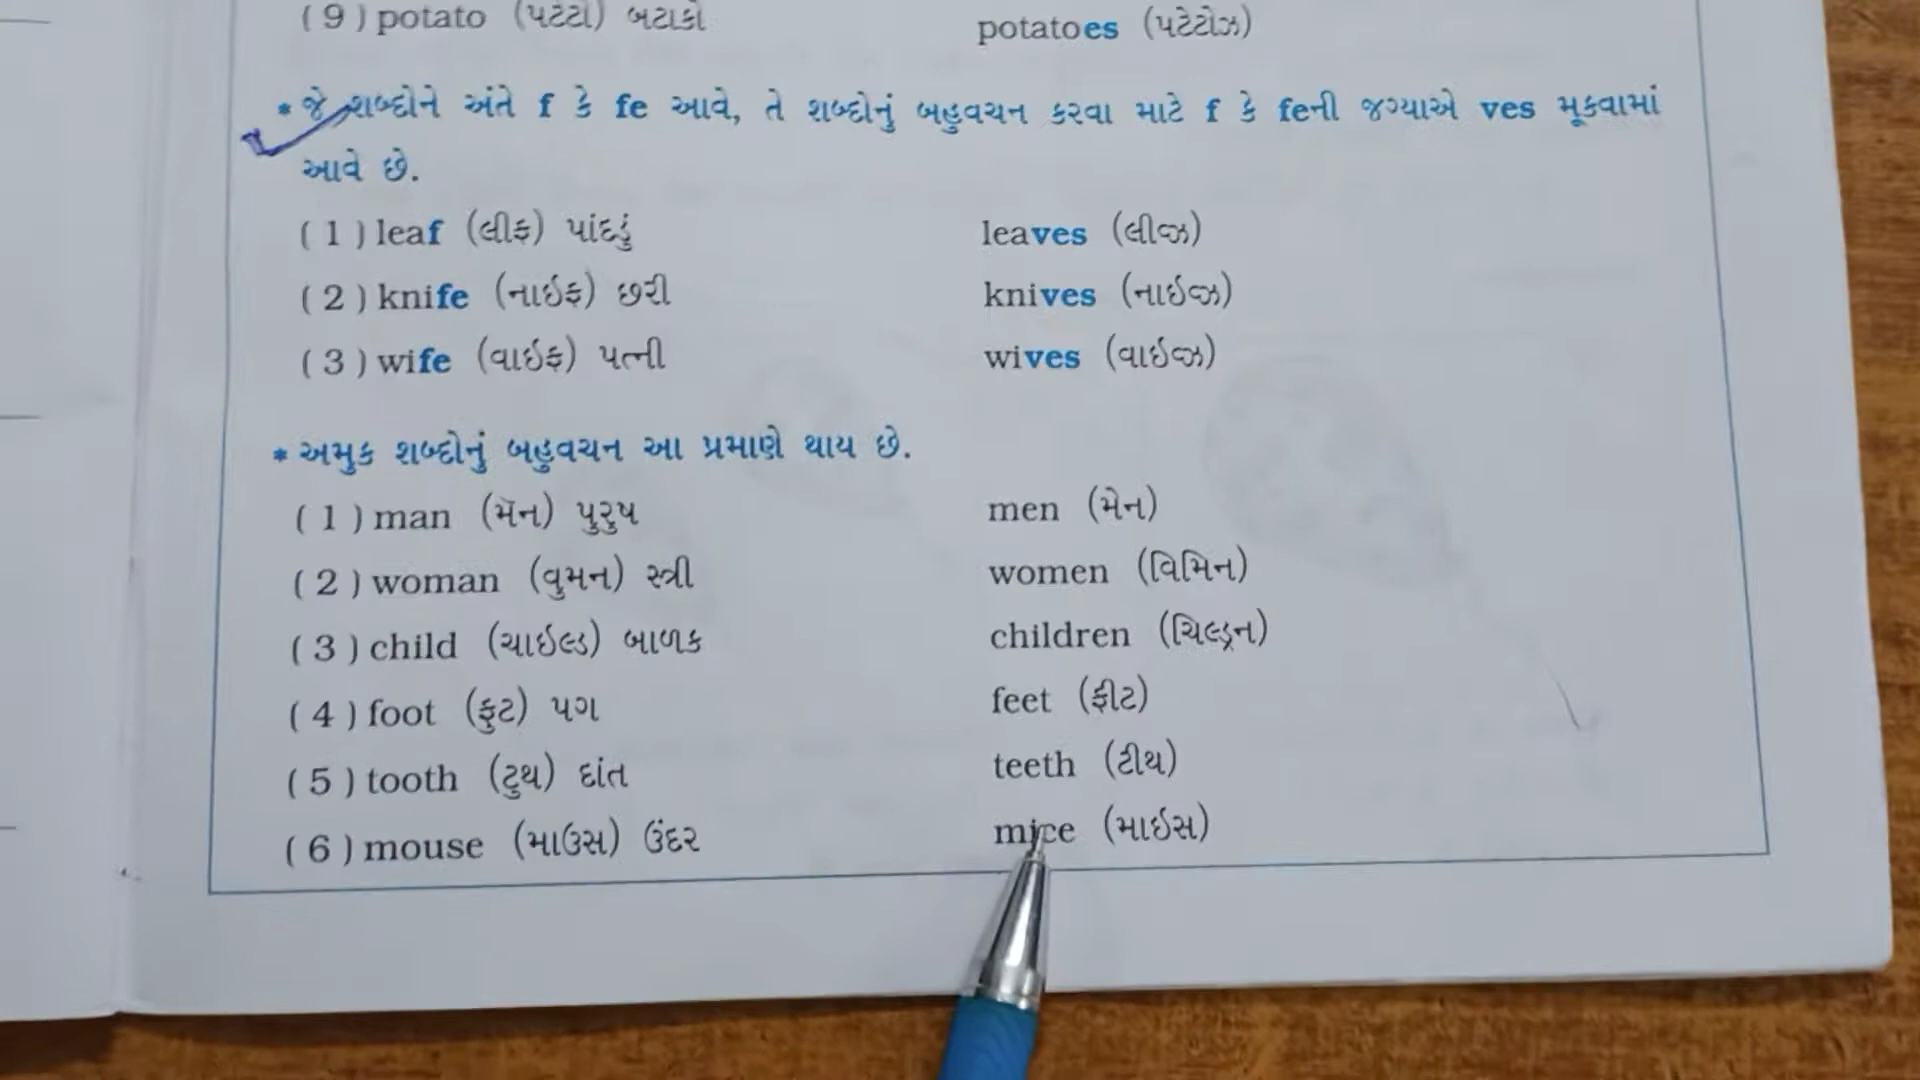 ( 9 ) potato (પટેટો) બટાકો potatoes (પટેટોઝ)
* જે શબ્દોને અંતે f કે fe આવે, તે શબ્દોનું બહુવચન કરવા માટે f કે feની જગ્યાએ ves મૂકવામાં
આવે છે.
( 1 ) leaf (લીફ) પાંદડું leaves (લીવ્ઝ)
( 2 ) knife (નાઇફ) છરી knives (નાઇવ્ઝ)
( 3 ) wife (વાઇફ) પત્ની wives (વાઇવ્ઝ)
* અમુક શબ્દોનું બહુવચન આ પ્રમાણે થાય છે.
( 1 ) man (મૅન) પુરુષ men (મેન)
( 2 ) woman (વુમન) સ્ત્રી women (વિમિન)
( 3 ) child (ચાઇલ્ડ) બાળક children (ચિલ્ડ્રન)
( 4 ) foot (ફુટ) પગ feet (ફીટ)
( 5 ) tooth (ટુથ) દાંત teeth (ટીથ)
( 6 ) mouse (માઉસ) ઉંદર mice (માઇસ)